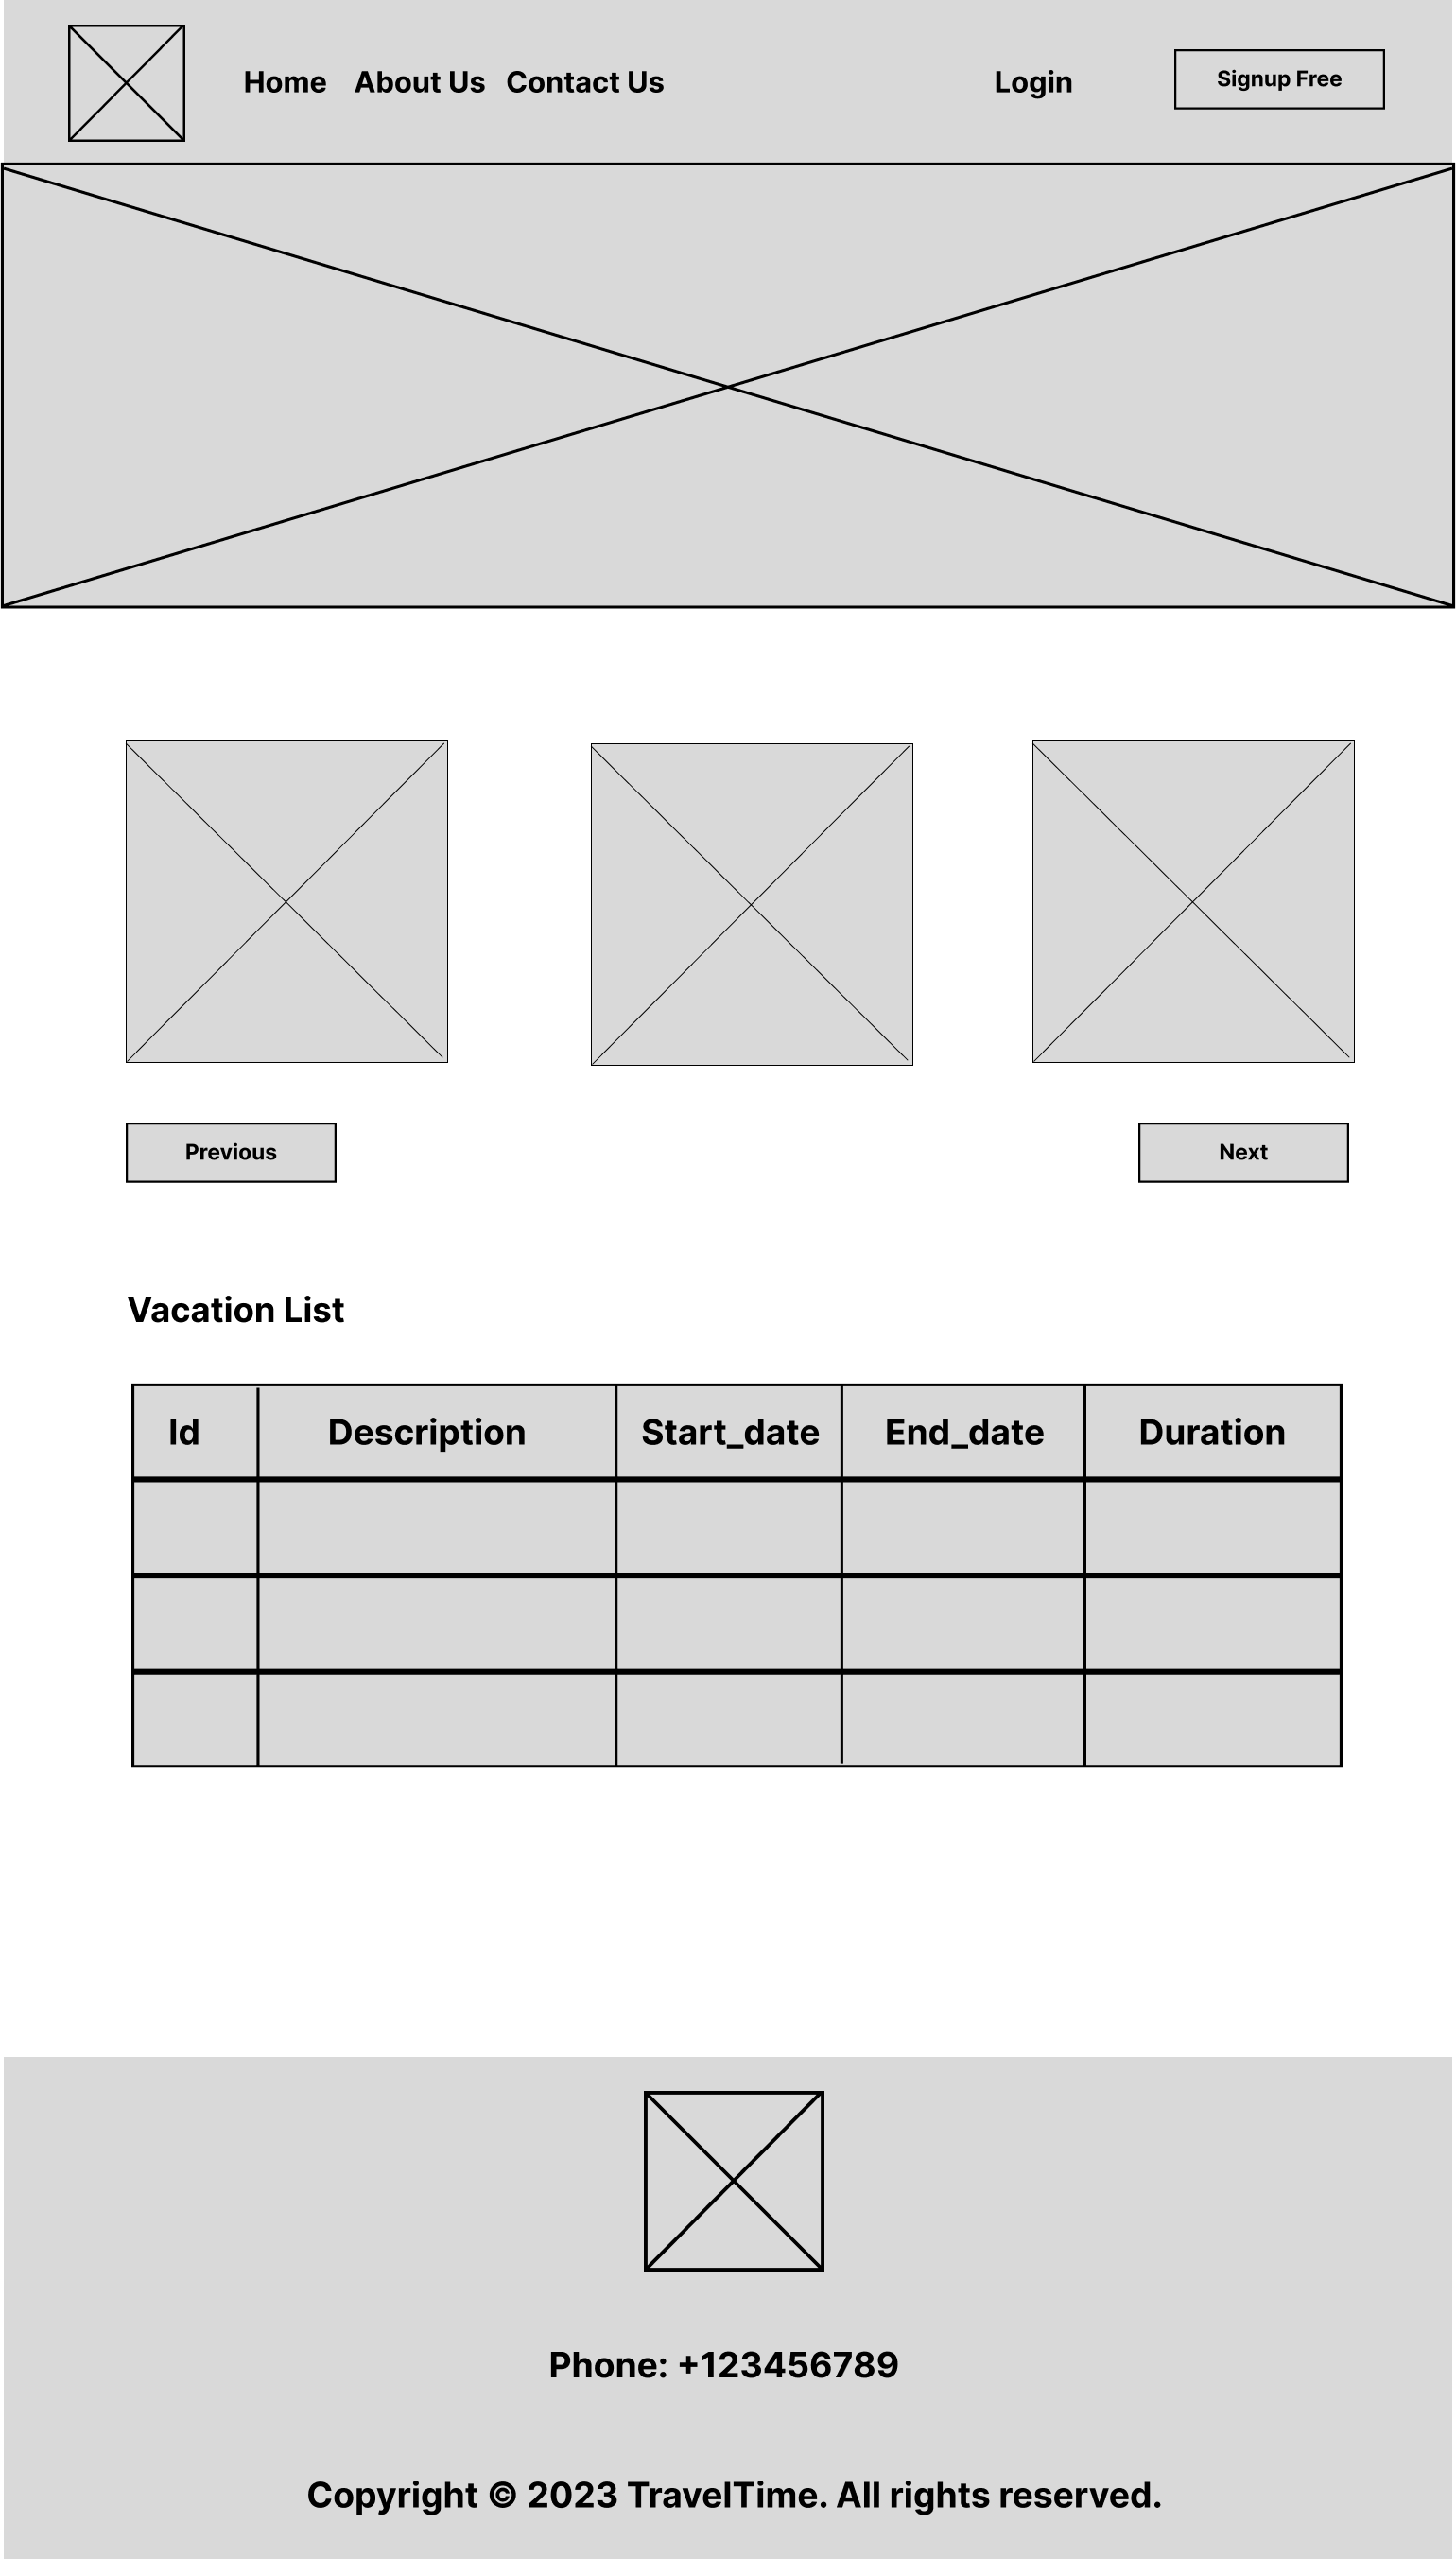 Home About Us Contact Us Login Signup Free
Previous Next
Vacation List
Id Description Start_date End_date Duration
Phone: +123456789
Copyright © 2023 TravelTime. All rights reserved.